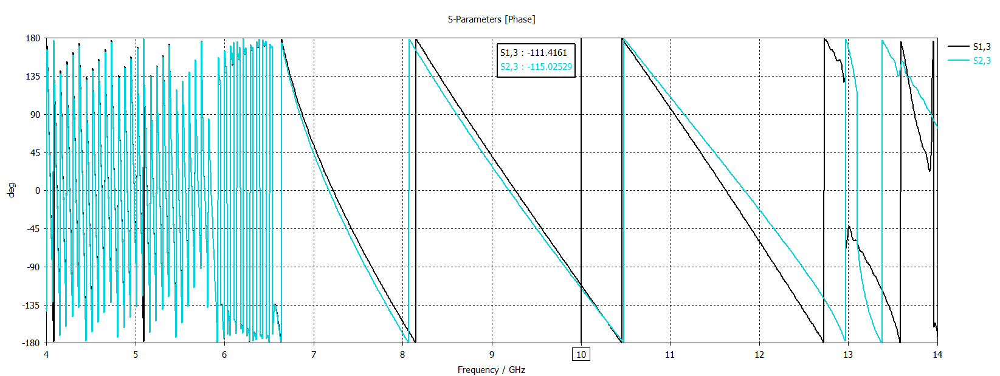 S-Parameters [Phase]
S1,3
S2,3
S1,3 : -111.4161
S2,3 : -115.02529
180
135
90
45
0
-45
-90
-135
-180
deg
4 5 6 7 8 9 10 11 12 13 14
Frequency / GHz